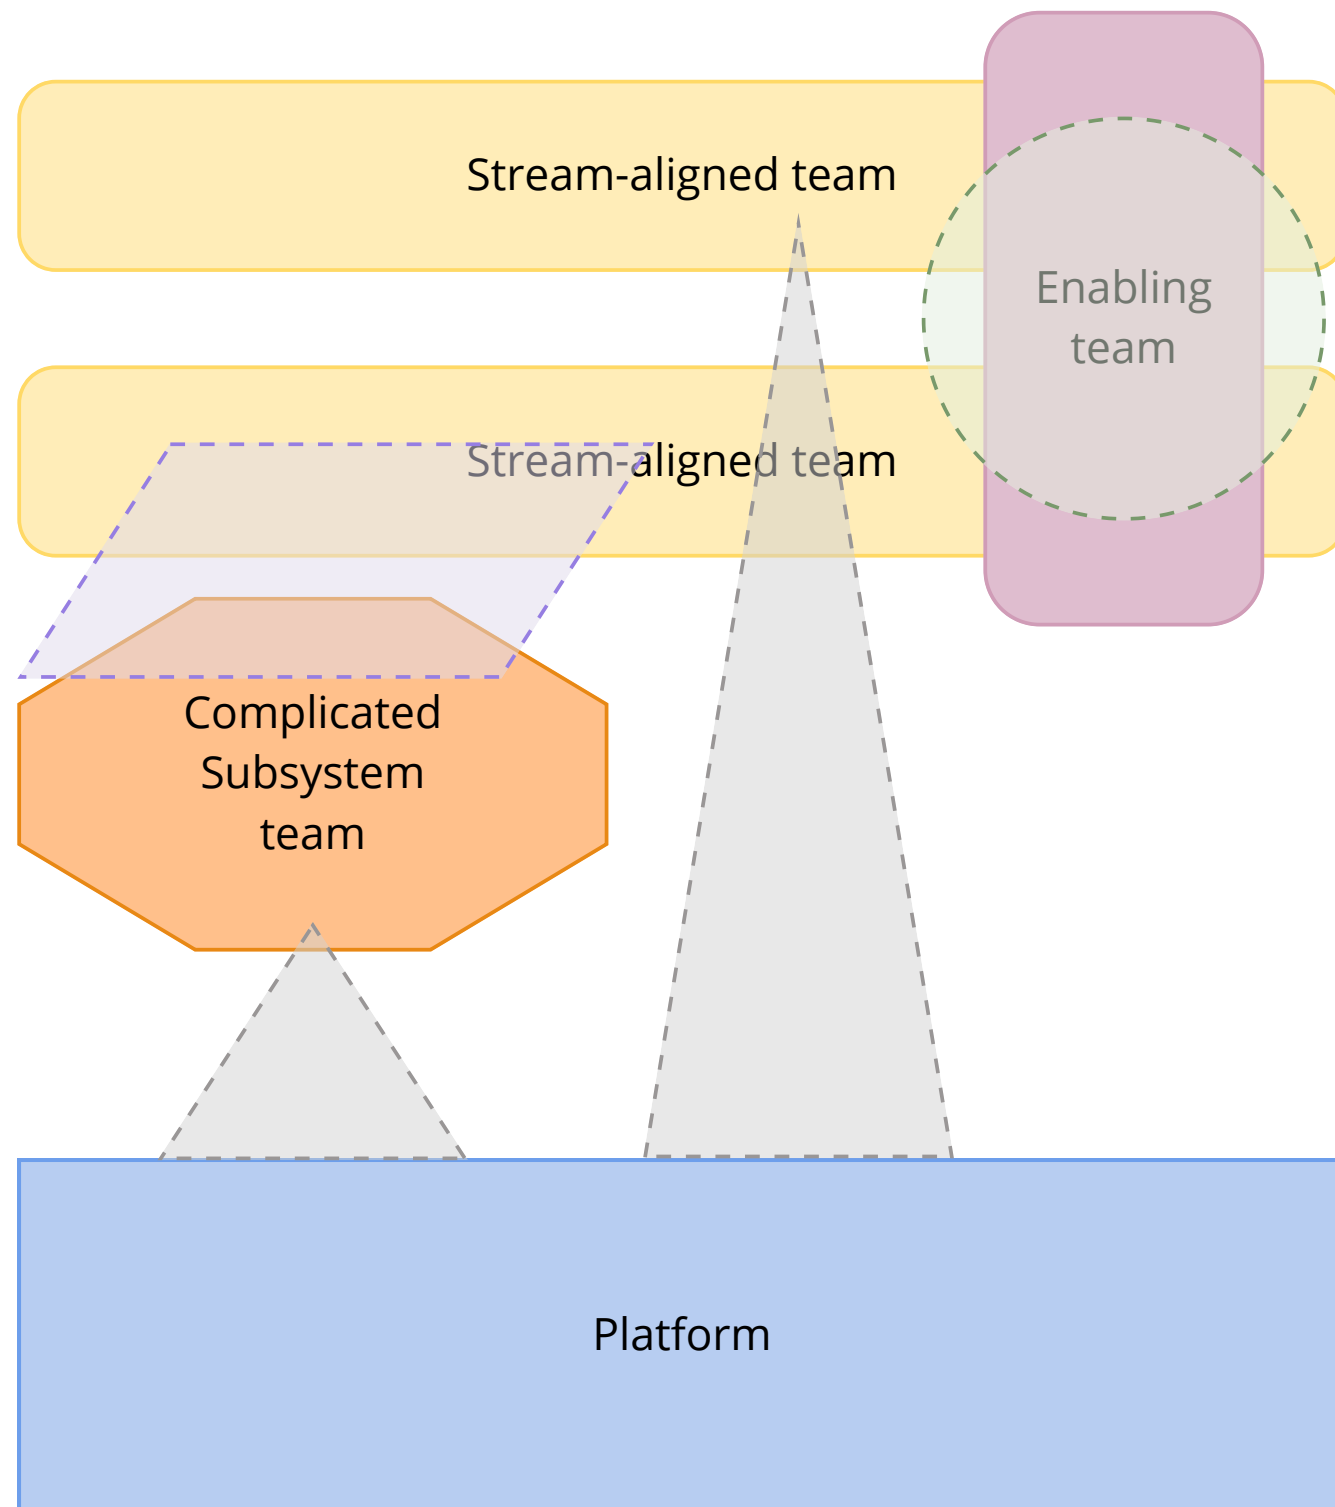 Stream-aligned team
Enabling
team
Stream-aligned team
Complicated
Subsystem
team
Platform